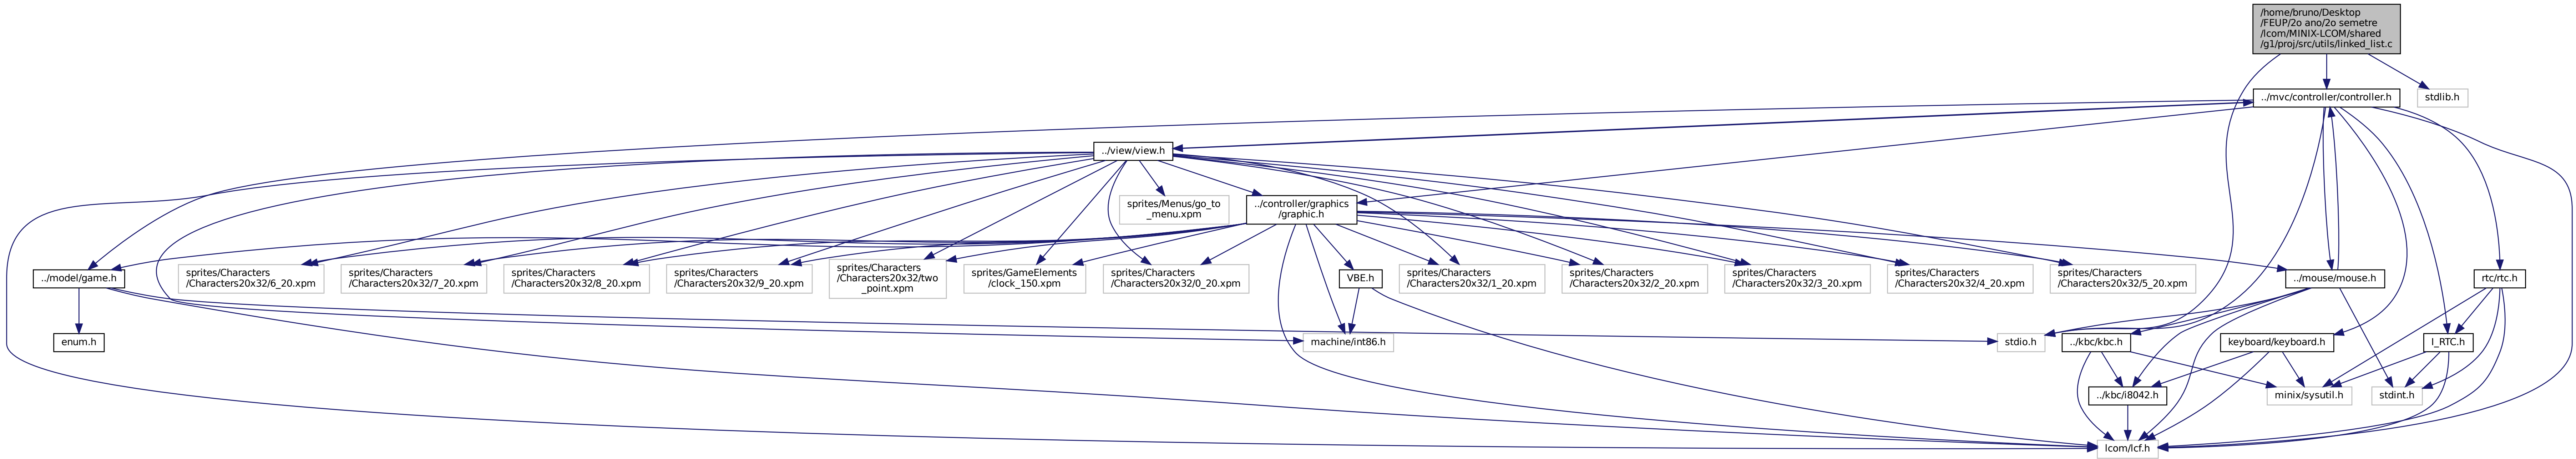 /home/bruno/Desktop
/FEUP/2o ano/2o semetre
/lcom/MINIX-LCOM/shared
/g1/proj/src/utils/linked_list.c
../mvc/controller/controller.h
stdlib.h
../view/view.h
sprites/Menus/go_to
_menu.xpm
../controller/graphics
/graphic.h
../model/game.h
sprites/Characters
/Characters20x32/6_20.xpm
sprites/Characters
/Characters20x32/7_20.xpm
sprites/Characters
/Characters20x32/8_20.xpm
sprites/Characters
/Characters20x32/9_20.xpm
sprites/Characters
/Characters20x32/two
_point.xpm
sprites/GameElements
/clock_150.xpm
sprites/Characters
/Characters20x32/0_20.xpm
VBE.h
sprites/Characters
/Characters20x32/1_20.xpm
sprites/Characters
/Characters20x32/2_20.xpm
sprites/Characters
/Characters20x32/3_20.xpm
sprites/Characters
/Characters20x32/4_20.xpm
sprites/Characters
/Characters20x32/5_20.xpm
../mouse/mouse.h
rtc/rtc.h
enum.h
machine/int86.h
stdio.h
../kbc/kbc.h
keyboard/keyboard.h
I_RTC.h
../kbc/i8042.h
minix/sysutil.h
stdint.h
lcom/lcf.h